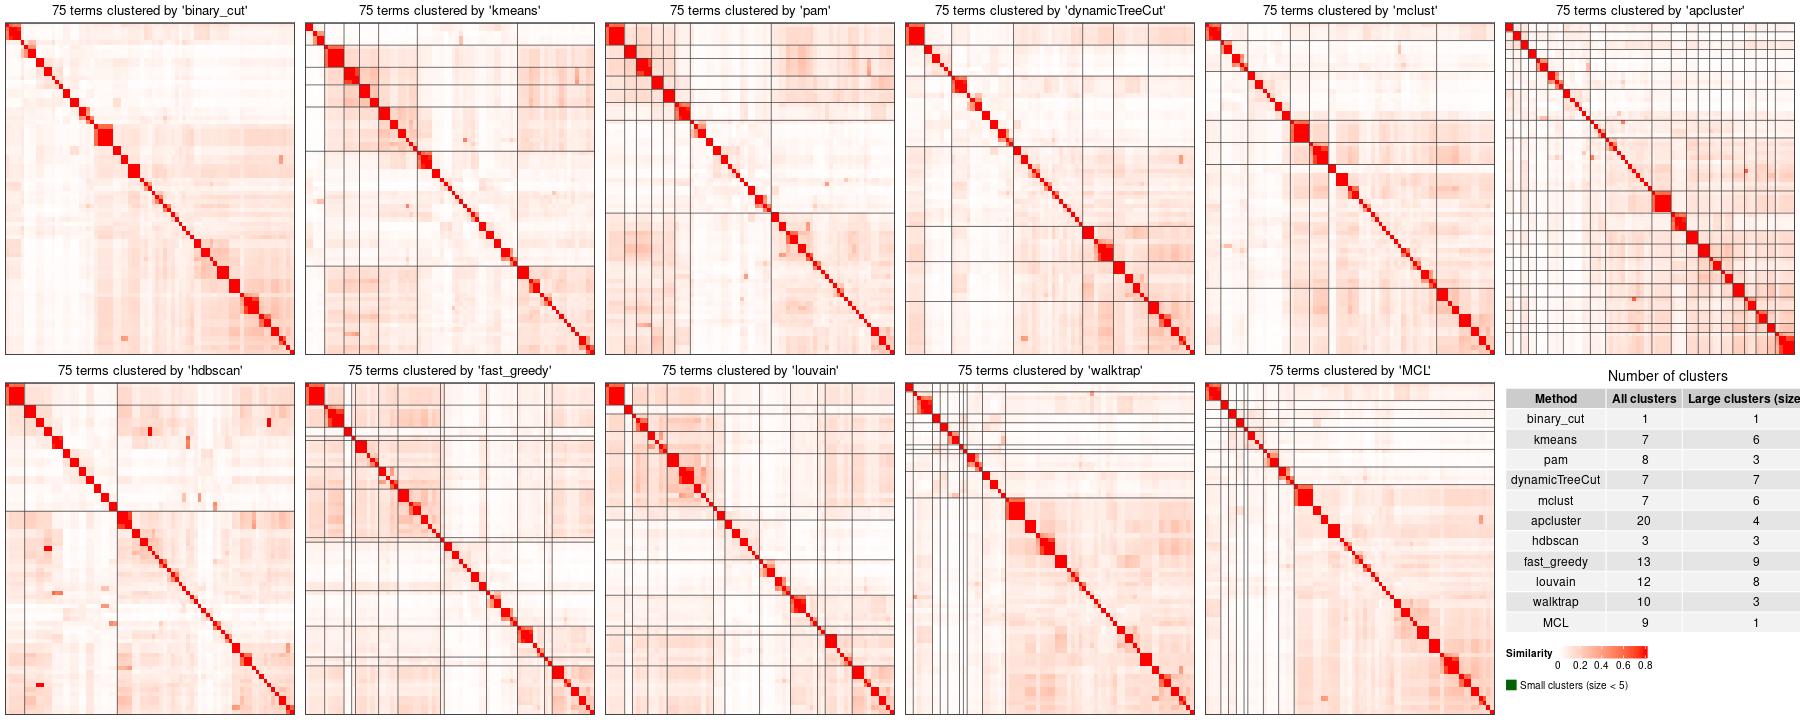 75 terms clustered by 'binary_cut'
75 terms clustered by 'kmeans'
75 terms clustered by 'pam'
75 terms clustered by 'dynamicTreeCut'
75 terms clustered by 'mclust'
75 terms clustered by 'apcluster'
75 terms clustered by 'hdbscan'
75 terms clustered by 'fast_greedy'
75 terms clustered by 'louvain'
75 terms clustered by 'walktrap'
75 terms clustered by 'MCL'
Number of clusters
Method All clusters Large clusters (size
binary_cut 1 1
kmeans 7 6
pam 8 3
dynamicTreeCut 7 7
mclust 7 6
apcluster 20 4
hdbscan 3 3
fast_greedy 13 9
louvain 12 8
walktrap 10 3
MCL 9 1
Similarity
0 0.2 0.4 0.6 0.8
Small clusters (size < 5)